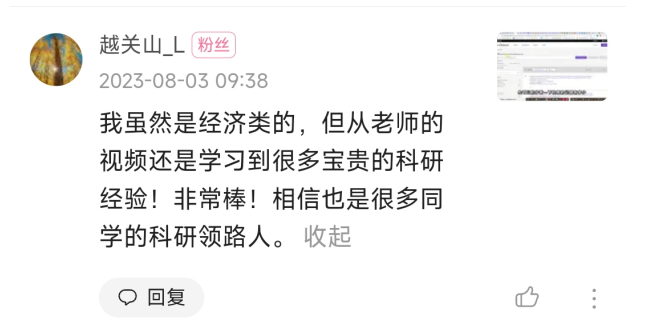 越关山_L 粉丝
2023-08-03 09:38
我虽然是经济类的，但从老师的
视频还是学习到很多宝贵的科研
经验！非常棒！相信也是很多同
学的科研领路人。 收起
回复